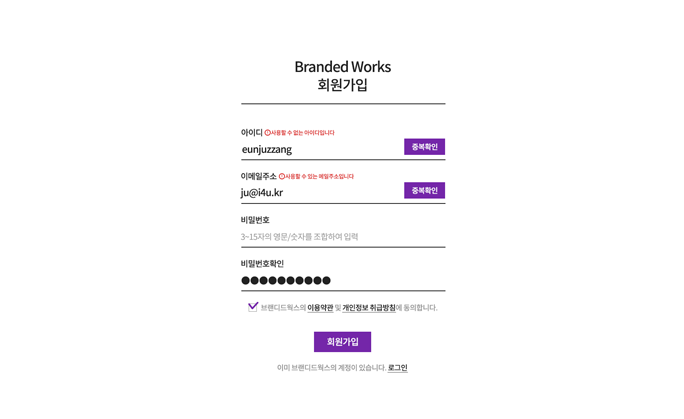 Branded Works
회원가입
아이디 사용할 수 없는 아이디입니다
eunjuzzang 중복확인
이메일주소 사용할 수 있는 메일주소입니다
ju@i4u.kr 중복확인
비밀번호
3~15자의 영문/숫자를 조합하여 입력
비밀번호확인
●●●●●●●●●●
브랜디드웍스의 이용약관 및 개인정보 취급방침에 동의합니다.
회원가입
이미 브랜디드웍스의 계정이 있습니다. 로그인